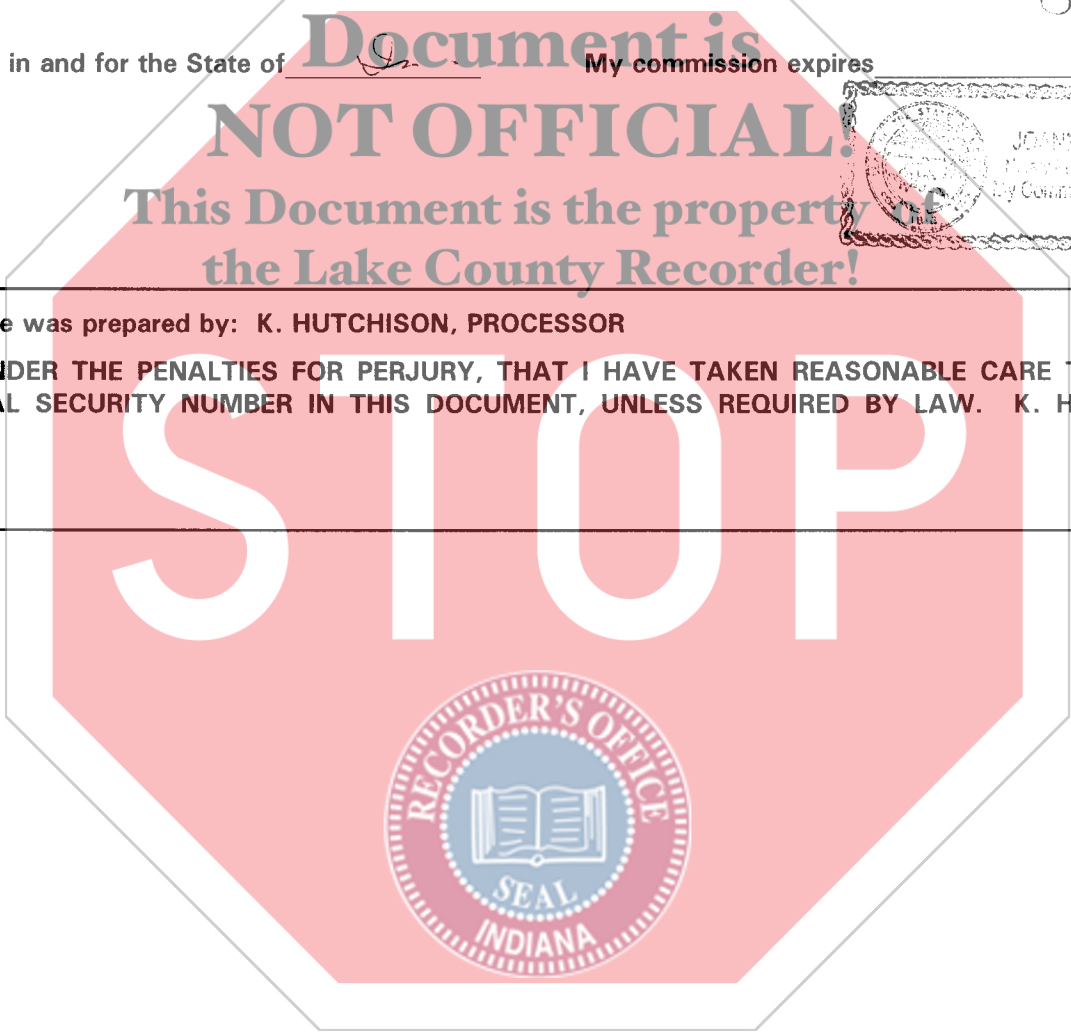 Document is
in and for the State of My commission expires
NOT OFFICIAL!
This Document is the property of
the Lake County Recorder!
e was prepared by: K. HUTCHISON, PROCESSOR
NDER THE PENALTIES FOR PERJURY, THAT I HAVE TAKEN REASONABLE CARE T
AL SECURITY NUMBER IN THIS DOCUMENT, UNLESS REQUIRED BY LAW. K. H
STOP
RECORDER'S OFFICE
SEAL
INDIANA